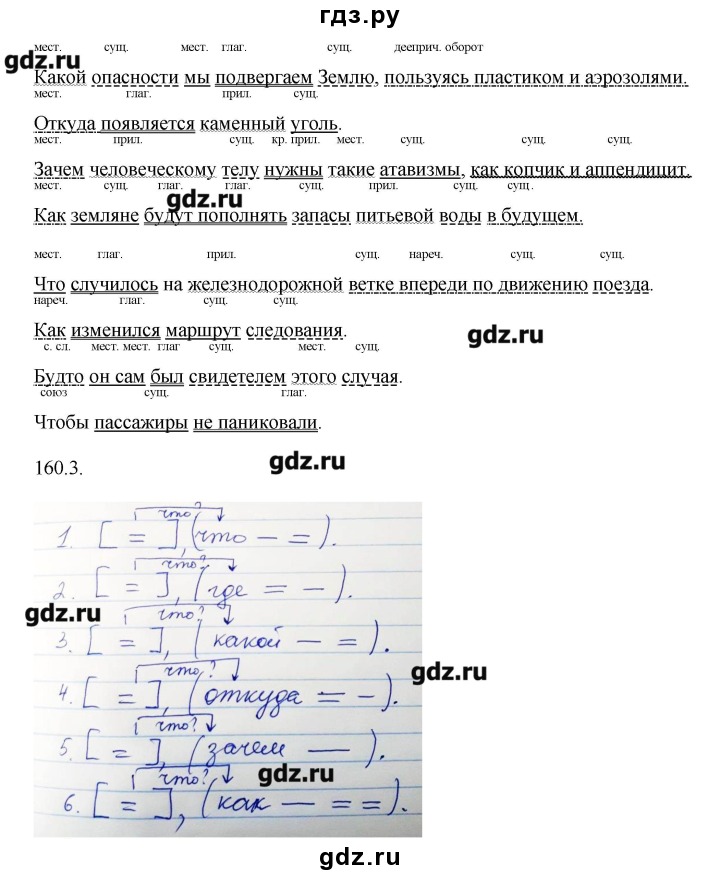 гдз.ру
мест. сущ. мест. глаг. сущ. дееприч. оборот
gdz.ru
Какой опасности мы подвергаем Землю, пользуясь пластиком и аэрозолями.
мест. глаг. прил. сущ.
Откуда появляется каменный уголь.
мест. прил. сущ. кр. прил. мест. сущ. сущ. сущ.
Зачем человеческому телу нужны такие атавизмы, как копчик и аппендицит.
мест. сущ. глаг. глаг. сущ. прил. сущ. сущ.
gdz.ru
Как земляне будут пополнять запасы питьевой воды в будущем.
мест. глаг. прил. сущ. нареч. сущ. сущ.
Что случилось на железнодорожной ветке впереди по движению поезда.
нареч. глаг. сущ. сущ.
Как изменился маршрут следования.
gdz.ru
с. сл. мест. мест. глаг сущ. мест. сущ.
Будто он сам был свидетелем этого случая.
союз сущ. глаг.
Чтобы пассажиры не паниковали.
160.3.
gdz.ru
что?
1. [ = ], (что — = ).
что?
2. [ = ], (где = — ).
gdz.ru
что?
3. [ = ], ( какой — = ).
gdz.ru
что?
4. [ = ], (откуда = — ).
что?
5. [ = ], (зачем — ).
gdz.ru
что?
6. [ = ], (как — = = ).
gdz.ru